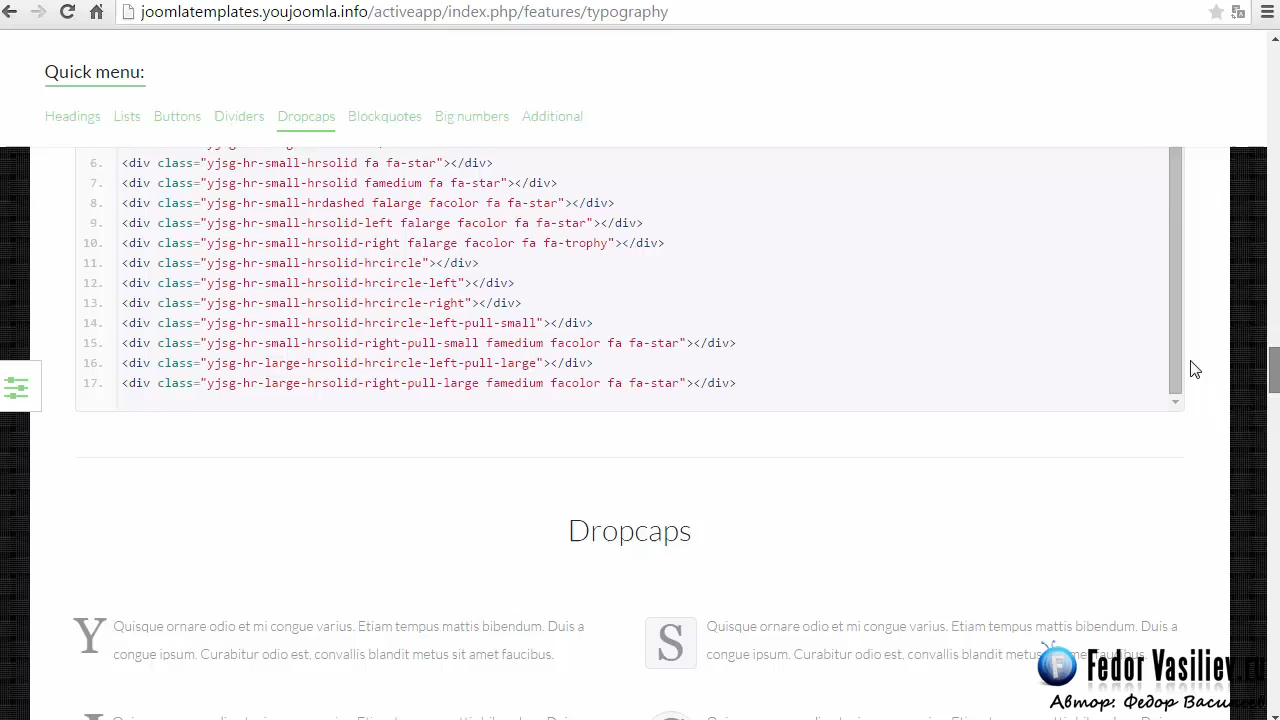 joomlatemplates.youjoomla.info/activeapp/index.php/features/typography
Quick menu:
Headings Lists Buttons Dividers Dropcaps Blockquotes Big numbers Additional
6. <div class="yjsg-hr-small-hrsolid fa fa-star"></div>
7. <div class="yjsg-hr-small-hrsolid famedium fa fa-star"></div>
8. <div class="yjsg-hr-small-hrdashed falarge facolor fa fa-star"></div>
9. <div class="yjsg-hr-small-hrsolid-left falarge facolor fa fa-star"></div>
10. <div class="yjsg-hr-small-hrsolid-right falarge facolor fa fa-trophy"></div>
11. <div class="yjsg-hr-small-hrsolid-hrcircle"></div>
12. <div class="yjsg-hr-small-hrsolid-hrcircle-left"></div>
13. <div class="yjsg-hr-small-hrsolid-hrcircle-right"></div>
14. <div class="yjsg-hr-small-hrsolid-hrcircle-left-pull-small"></div>
15. <div class="yjsg-hr-small-hrsolid-right-pull-small famedium facolor fa fa-star"></div>
16. <div class="yjsg-hr-large-hrsolid-hrcircle-left-pull-large"></div>
17. <div class="yjsg-hr-large-hrsolid-right-pull-large famedium facolor fa fa-star"></div>
Dropcaps
Y Quisque ornare odio et mi congue varius. Etiam tempus mattis bibendum. Duis a
congue ipsum. Curabitur odio est, convallis blandit metus sit amet faucibus.
S Quisque ornare odio et mi congue varius. Etiam tempus mattis bibendum. Duis a
congue ipsum. Curabitur odio est, convallis blandit metus
Fedor Vasiliev
Автор: Федор